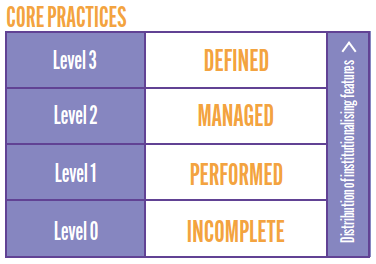 CORE PRACTICES
Level 3
DEFINED
Level 2
MANAGED
Level 1
PERFORMED
Level 0
INCOMPLETE
Distribution of institutionalising features >